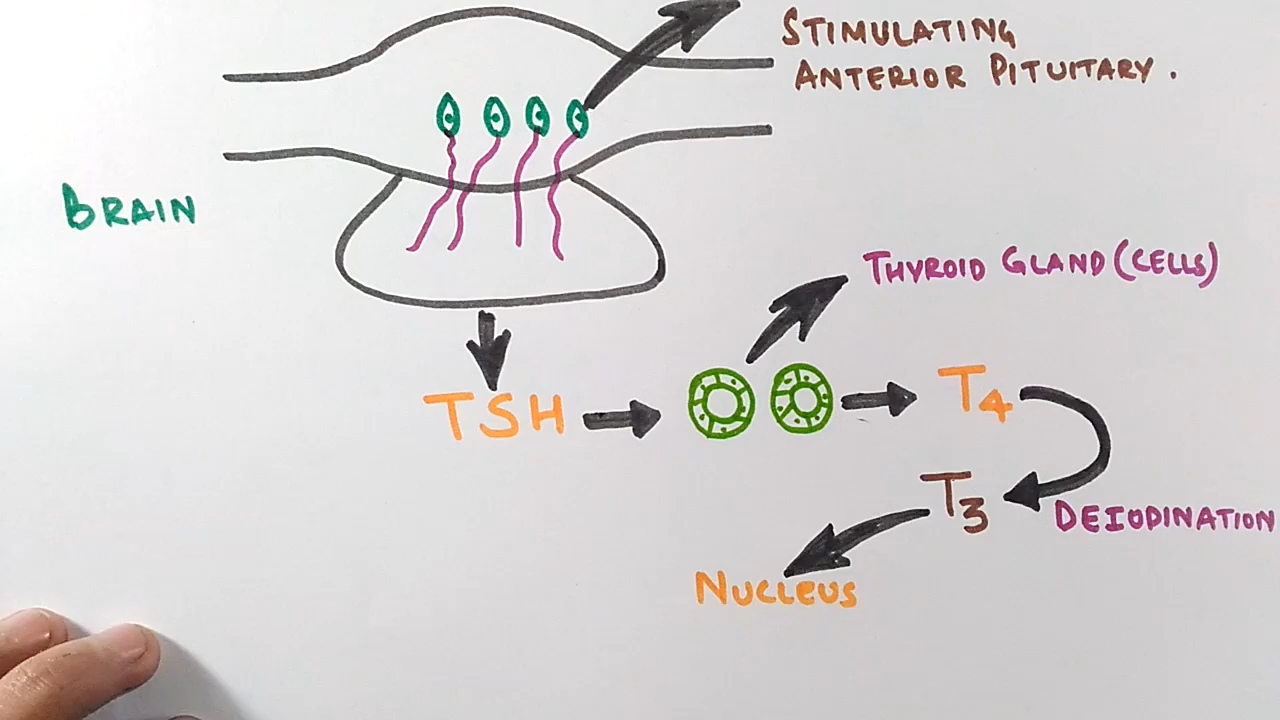 STIMULATING
ANTERIOR PITUITARY.
BRAIN
THYROID GLAND (CELLS)
TSH
T4
T3
DEIODINATION
NUCLEUS